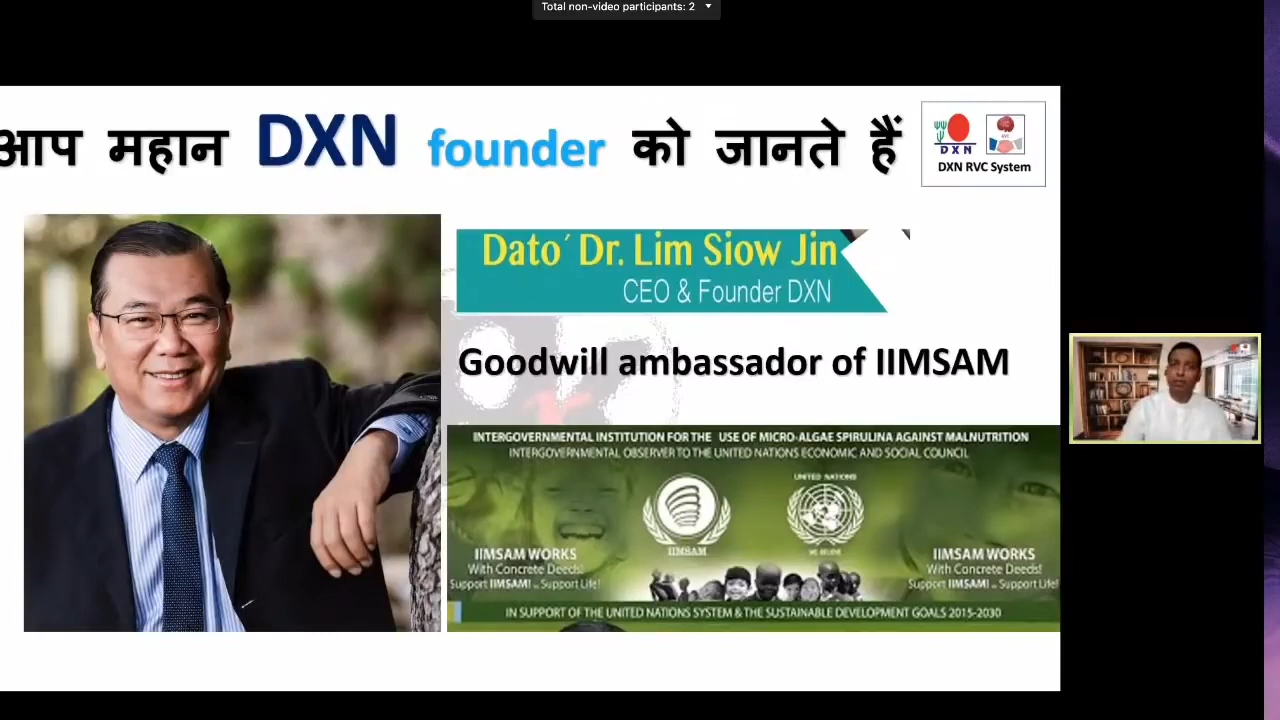 Total non-video participants: 2
आप महान DXN founder को जानते हैं
DXN
DXN RVC System
Dato´ Dr. Lim Siow Jin
CEO & Founder DXN
Goodwill ambassador of IIMSAM
INTERGOVERNMENTAL INSTITUTION FOR THE USE OF MICRO-ALGAE SPIRULINA AGAINST MALNUTRITION
INTERGOVERNMENTAL OBSERVER TO THE UNITED NATIONS ECONOMIC AND SOCIAL COUNCIL
UNITED NATIONS
IIMSAM
WE BELIEVE
IIMSAM WORKS
With Concrete Deeds!
Support IIMSAM! ... Support Life!
IIMSAM WORKS
With Concrete Deeds!
Support IIMSAM! ... Support Life!
IN SUPPORT OF THE UNITED NATIONS SYSTEM & THE SUSTAINABLE DEVELOPMENT GOALS 2015-2030